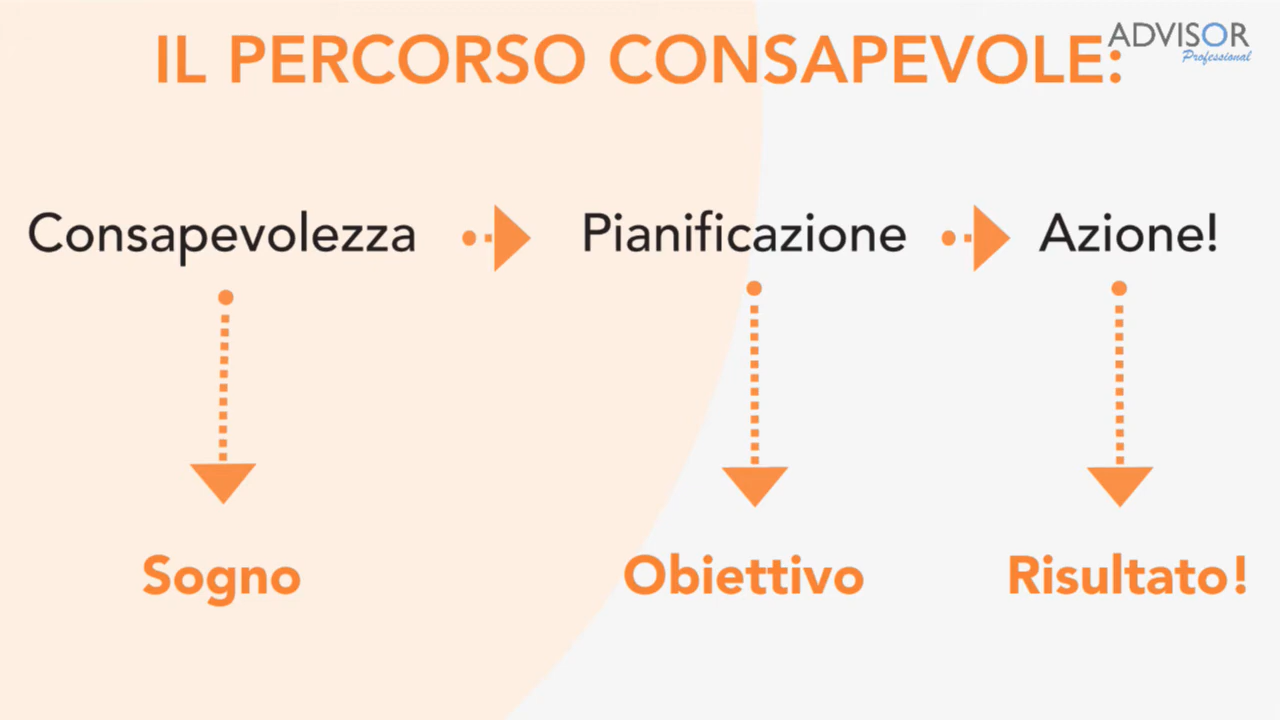 IL PERCORSO CONSAPEVOLE:
ADVISOR
Professional
Consapevolezza Pianificazione Azione!
Sogno Obiettivo Risultato!